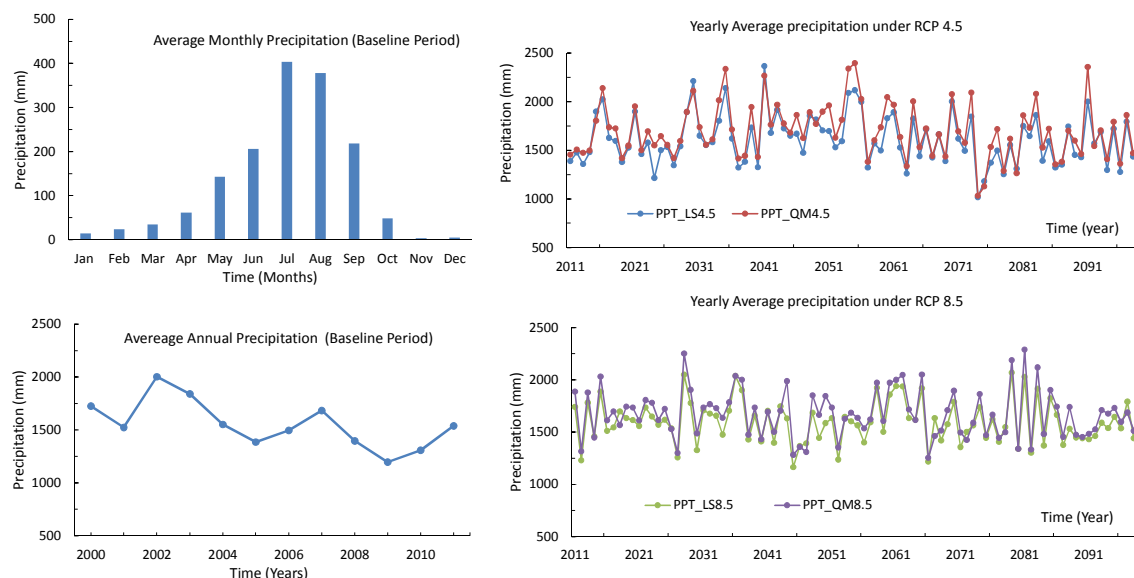 Average Monthly Precipitation (Baseline Period)
Precipitation (mm)
500
400
300
200
100
0
Jan Feb Mar Apr May Jun Jul Aug Sep Oct Nov Dec
Time (Months)
Yearly Average precipitation under RCP 4.5
Precipitation (mm)
2500
2000
1500
1000
500
PPT_LS4.5 PPT_QM4.5
Time (year)
2011 2021 2031 2041 2051 2061 2071 2081 2091
Avereage Annual Precipitation (Baseline Period)
Precipitation (mm)
2500
2000
1500
1000
500
2000 2002 2004 2006 2008 2010
Time (Years)
Yearly Average precipitation under RCP 8.5
Precipitation (mm)
2500
2000
1500
1000
500
PPT_LS8.5 PPT_QM8.5
Time (Year)
2011 2021 2031 2041 2051 2061 2071 2081 2091